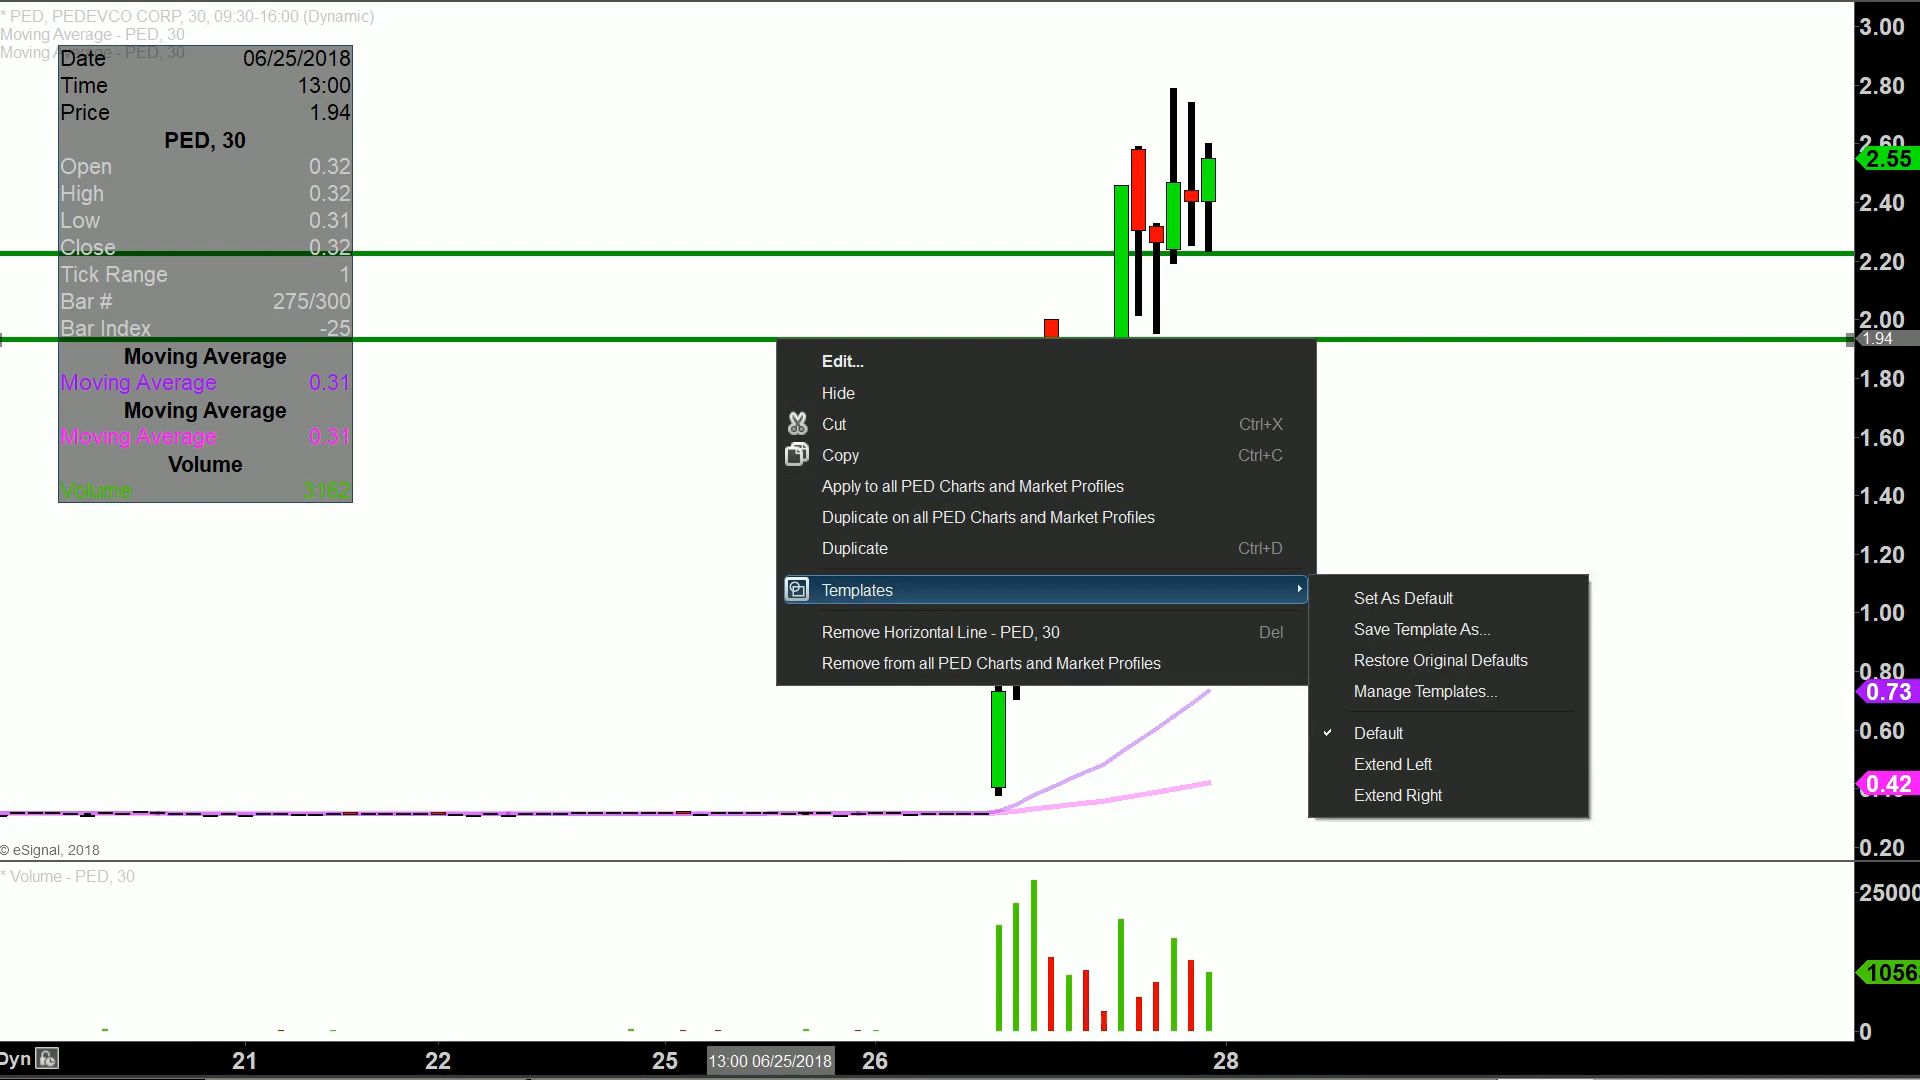 * PED, PEDEVCO CORP, 30, 09:30-16:00 (Dynamic)
Moving Average - PED, 30
Moving Average - PED, 30
Date 06/25/2018
Time 13:00
Price 1.94
PED, 30
Open 0.32
High 0.32
Low 0.31
Close 0.32
Tick Range 1
Bar # 275/300
Bar Index -25
Moving Average
Moving Average 0.31
Moving Average
Moving Average 0.31
Volume
Volume 3162
Edit...
Hide
Cut Ctrl+X
Copy Ctrl+C
Apply to all PED Charts and Market Profiles
Duplicate on all PED Charts and Market Profiles
Duplicate Ctrl+D
Templates
Remove Horizontal Line - PED, 30 Del
Remove from all PED Charts and Market Profiles
Set As Default
Save Template As...
Restore Original Defaults
Manage Templates...
Default
Extend Left
Extend Right
3.00
2.80
2.60
2.55
2.40
2.20
2.00
1.94
1.80
1.60
1.40
1.20
1.00
0.80
0.73
0.60
0.42
0.20
© eSignal, 2018
* Volume - PED, 30
25000
1056
0
Dyn
21 22 25 13:00 06/25/2018 26 28